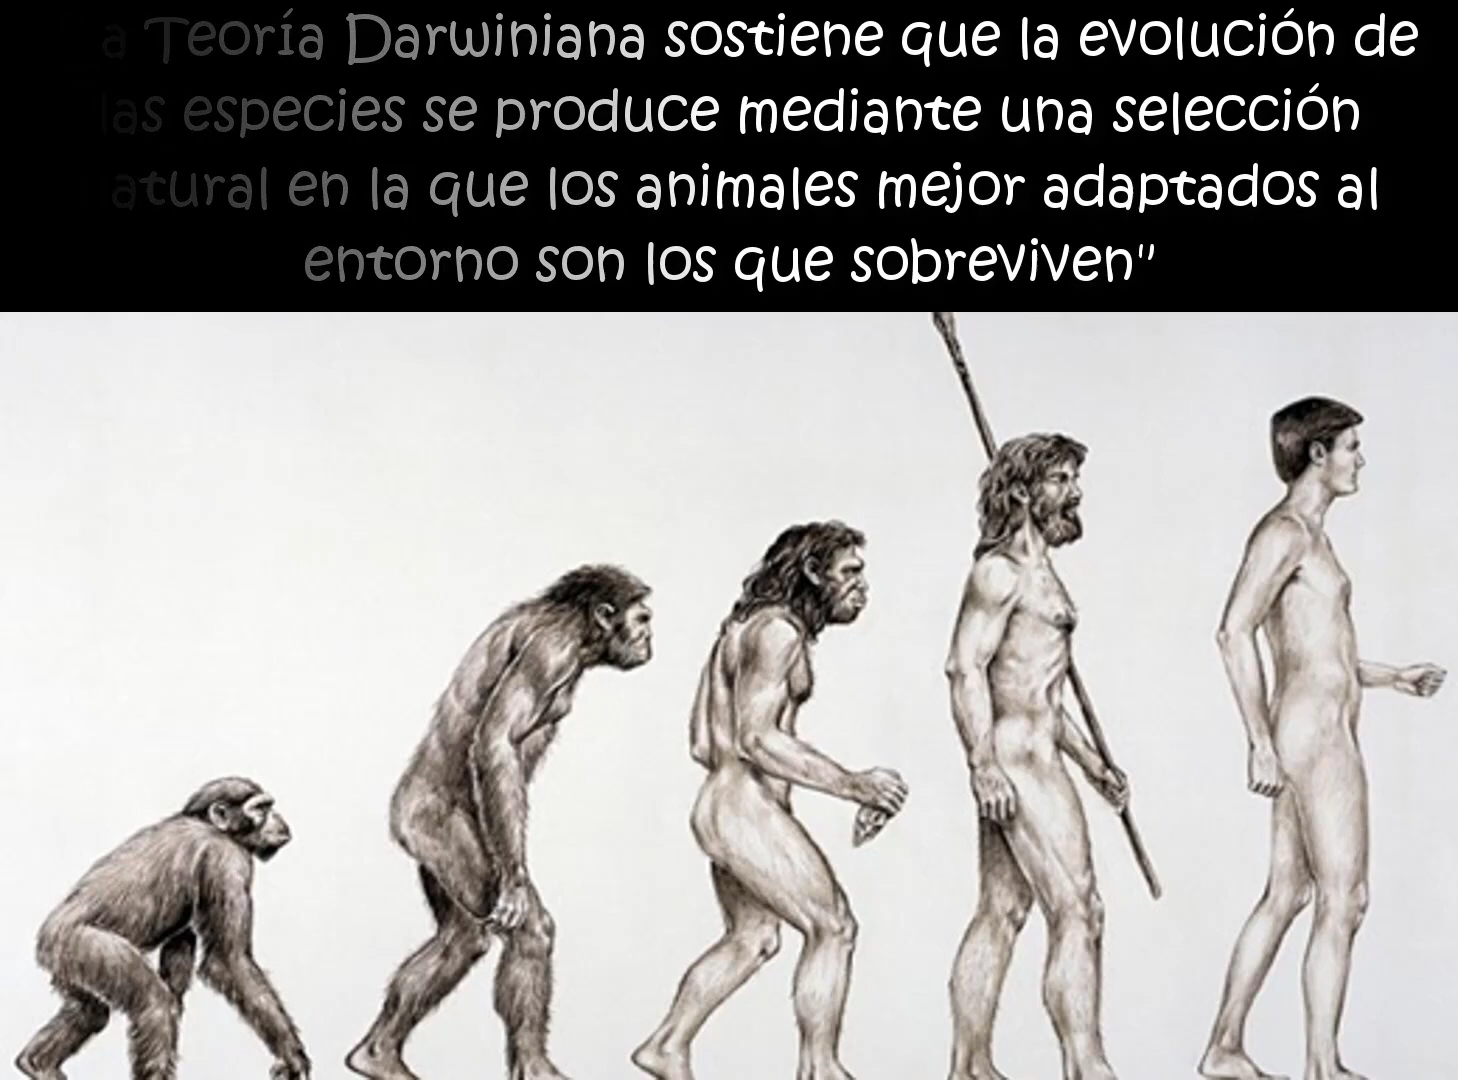 a Teoría Darwiniana sostiene que la evolución de
las especies se produce mediante una selección
atural en la que los animales mejor adaptados al
entorno son los que sobreviven"